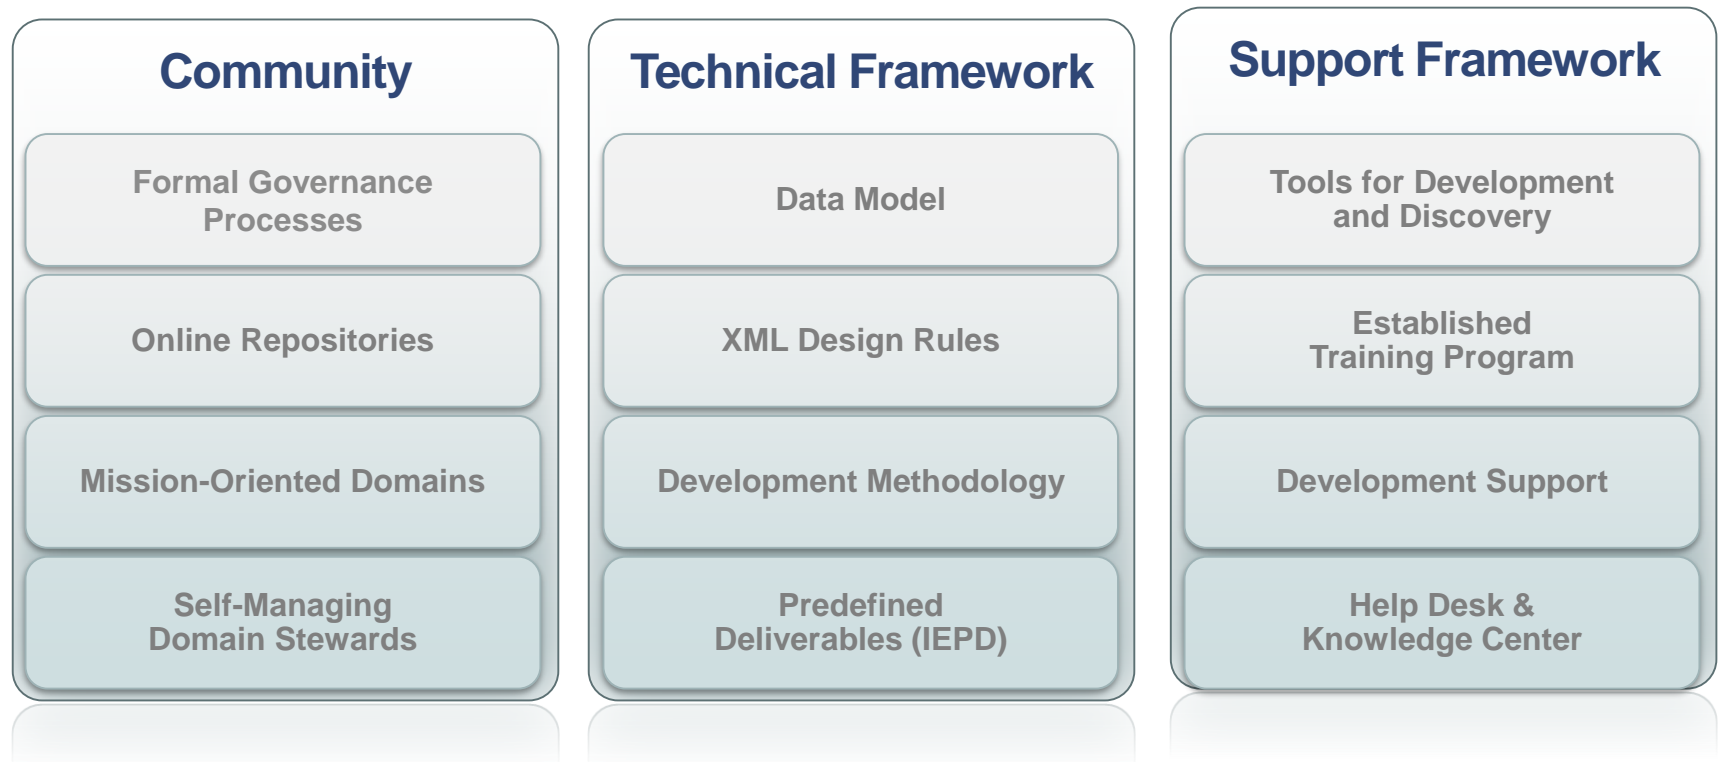 Community
Formal Governance
Processes
Online Repositories
Mission-Oriented Domains
Self-Managing
Domain Stewards
Technical Framework
Data Model
XML Design Rules
Development Methodology
Predefined
Deliverables (IEPD)
Support Framework
Tools for Development
and Discovery
Established
Training Program
Development Support
Help Desk &
Knowledge Center